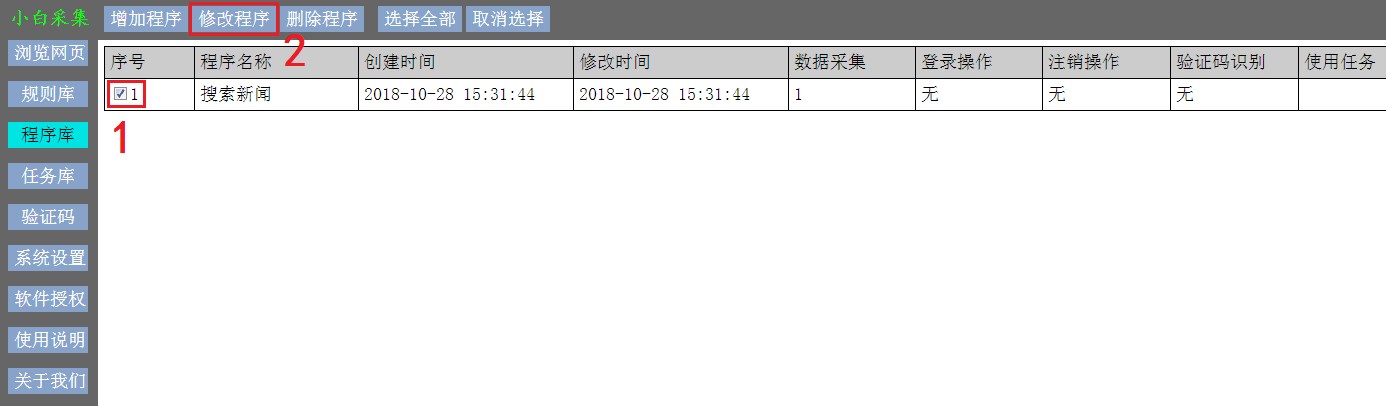 小白采集 增加程序 修改程序 删除程序 选择全部 取消选择
浏览网页
规则库
程序库
任务库
验证码
系统设置
软件授权
使用说明
关于我们
2
序号 程序名称 创建时间 修改时间 数据采集 登录操作 注销操作 验证码识别 使用任务
1 搜索新闻 2018-10-28 15:31:44 2018-10-28 15:31:44 1 无 无 无
1